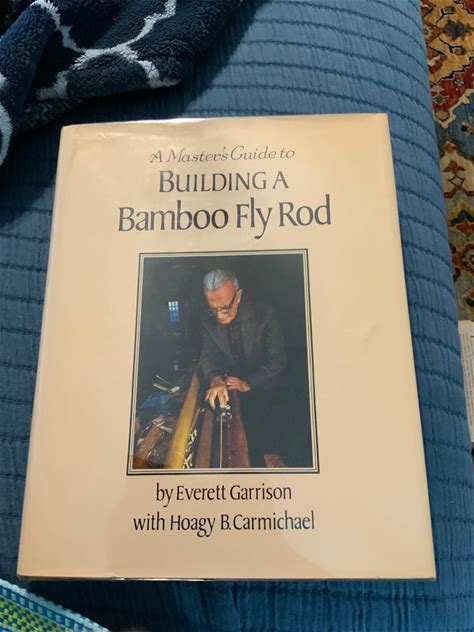 A Master's Guide to
BUILDING A
Bamboo Fly Rod
by Everett Garrison
with Hoagy B. Carmichael